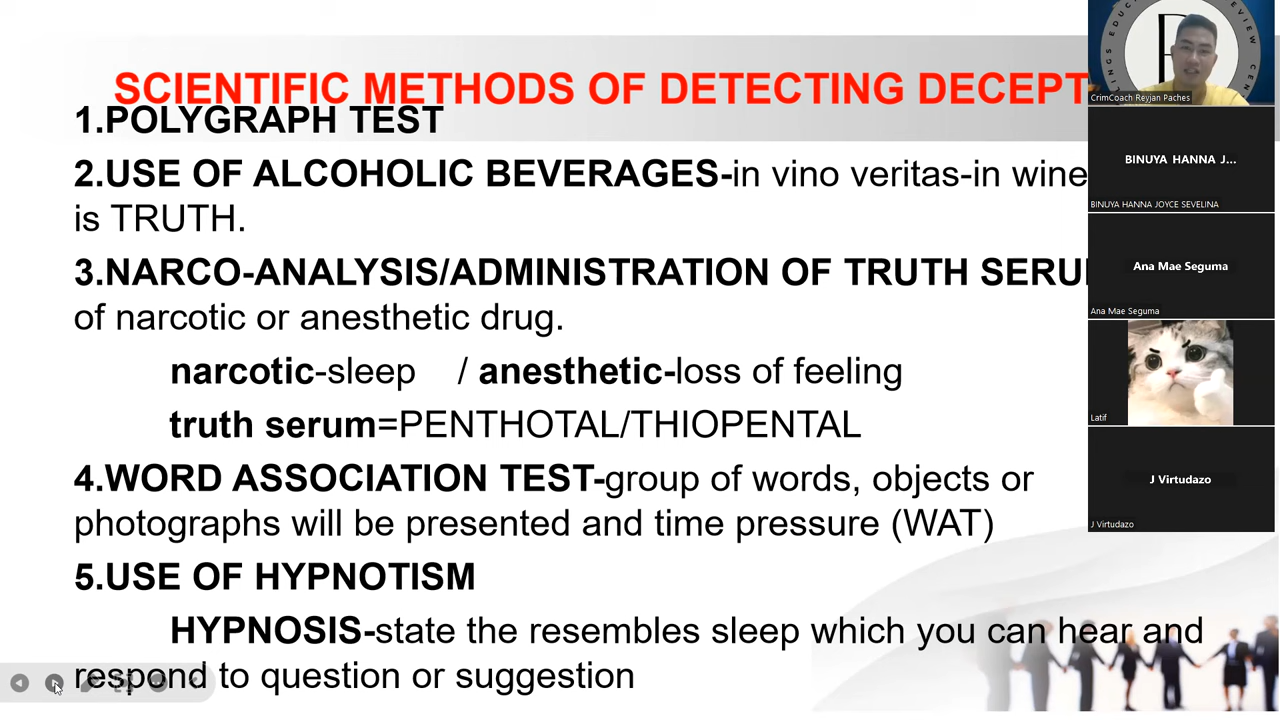 SCIENTIFIC METHODS OF DETECTING DECEPT
1.POLYGRAPH TEST
2.USE OF ALCOHOLIC BEVERAGES-in vino veritas-in wine
is TRUTH.
3.NARCO-ANALYSIS/ADMINISTRATION OF TRUTH
of narcotic or anesthetic drug.
narcotic-sleep / anesthetic-loss of feeling
truth serum=PENTHOTAL/THIOPENTAL
4.WORD ASSOCIATION TEST-group of words, objects or
photographs will be presented and time pressure (WAT)
5.USE OF HYPNOTISM
HYPNOSIS-state the resembles sleep which you can hear and
respond to question or suggestion
CrimCoach Reyjan Paches
BINUYA HANNA J...
BINUYA HANNA JOYCE SEVELINA
Ana Mae Seguma
Ana Mae Seguma
Latif
J Virtudazo
J Virtudazo